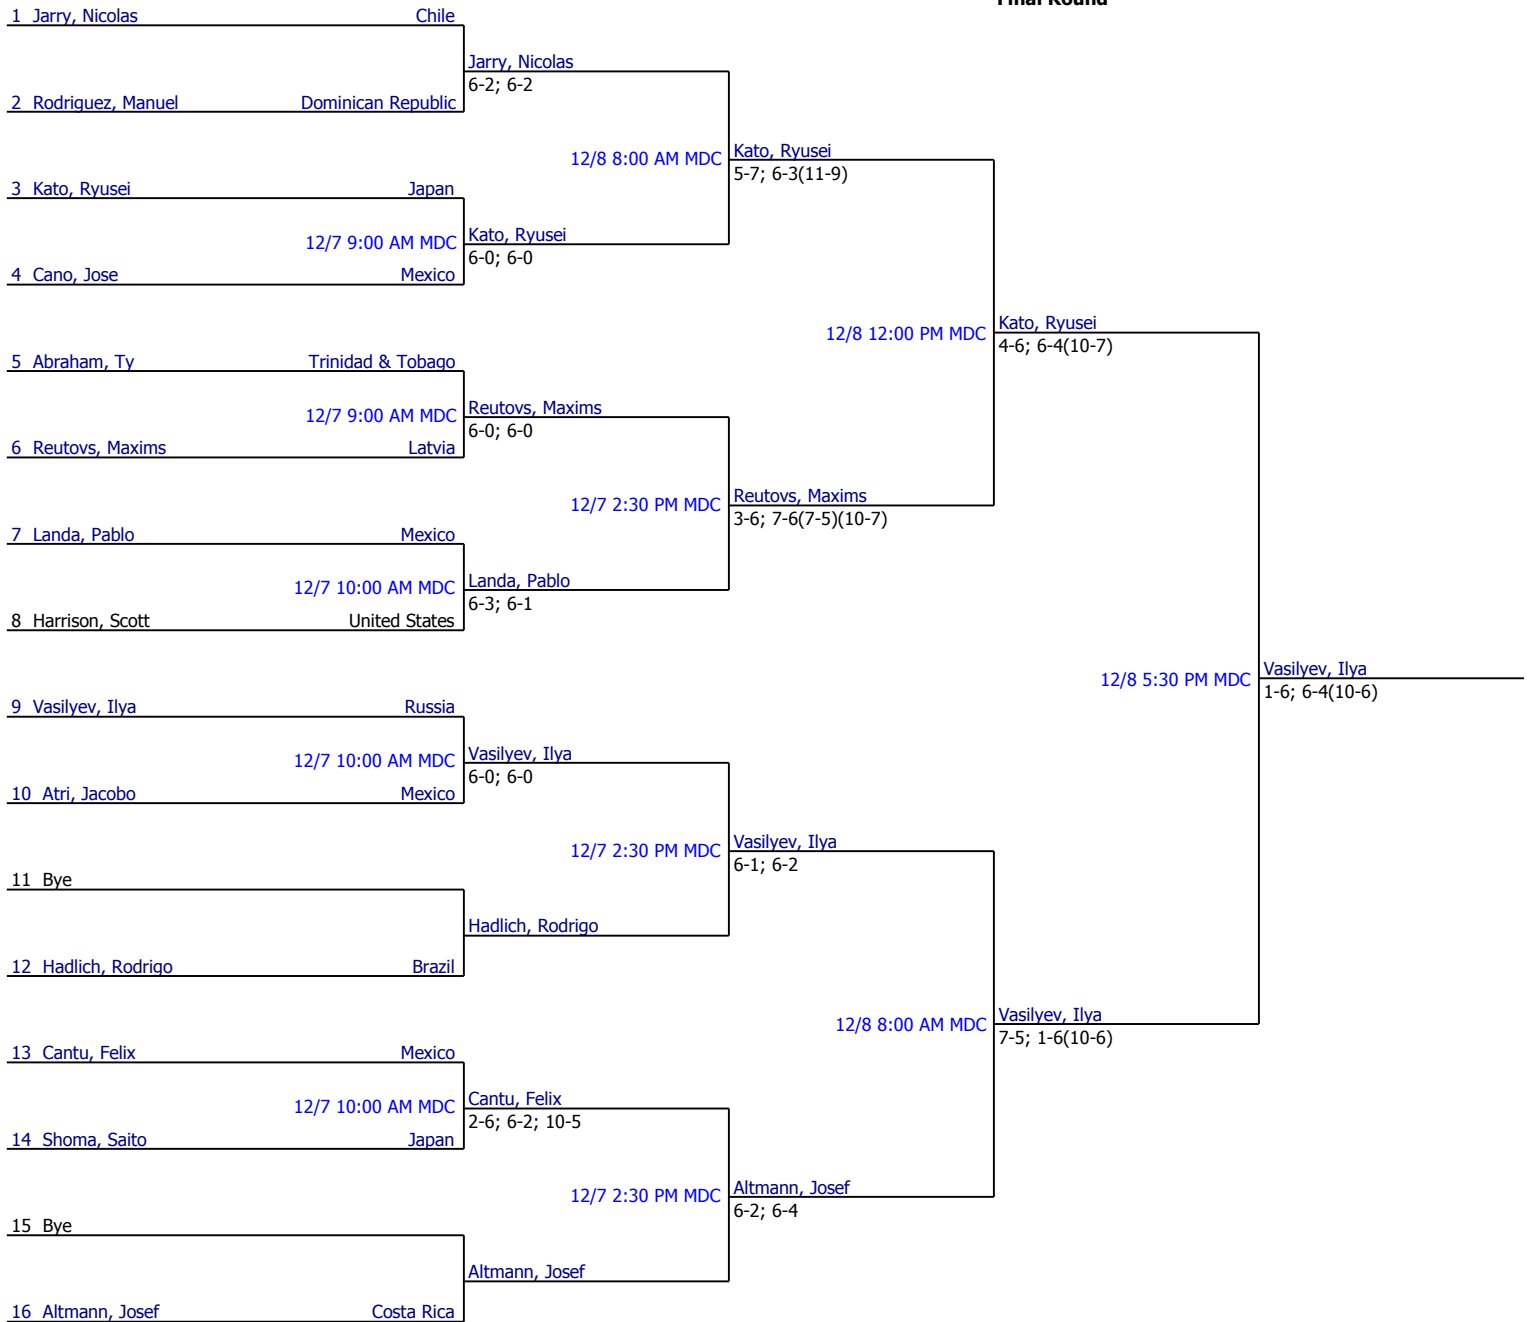 Final Round
1 Jarry, Nicolas Chile
Jarry, Nicolas
6-2; 6-2
2 Rodriguez, Manuel Dominican Republic
12/8 8:00 AM MDC Kato, Ryusei
5-7; 6-3(11-9)
3 Kato, Ryusei Japan
12/7 9:00 AM MDC Kato, Ryusei
6-0; 6-0
4 Cano, Jose Mexico
12/8 12:00 PM MDC Kato, Ryusei
4-6; 6-4(10-7)
5 Abraham, Ty Trinidad & Tobago
12/7 9:00 AM MDC Reutovs, Maxims
6-0; 6-0
6 Reutovs, Maxims Latvia
12/7 2:30 PM MDC Reutovs, Maxims
3-6; 7-6(7-5)(10-7)
7 Landa, Pablo Mexico
12/7 10:00 AM MDC Landa, Pablo
6-3; 6-1
8 Harrison, Scott United States
12/8 5:30 PM MDC Vasilyev, Ilya
1-6; 6-4(10-6)
9 Vasilyev, Ilya Russia
12/7 10:00 AM MDC Vasilyev, Ilya
6-0; 6-0
10 Atri, Jacobo Mexico
12/7 2:30 PM MDC Vasilyev, Ilya
6-1; 6-2
11 Bye
Hadlich, Rodrigo
12 Hadlich, Rodrigo Brazil
12/8 8:00 AM MDC Vasilyev, Ilya
7-5; 1-6(10-6)
13 Cantu, Felix Mexico
12/7 10:00 AM MDC Cantu, Felix
2-6; 6-2; 10-5
14 Shoma, Saito Japan
12/7 2:30 PM MDC Altmann, Josef
6-2; 6-4
15 Bye
Altmann, Josef
16 Altmann, Josef Costa Rica